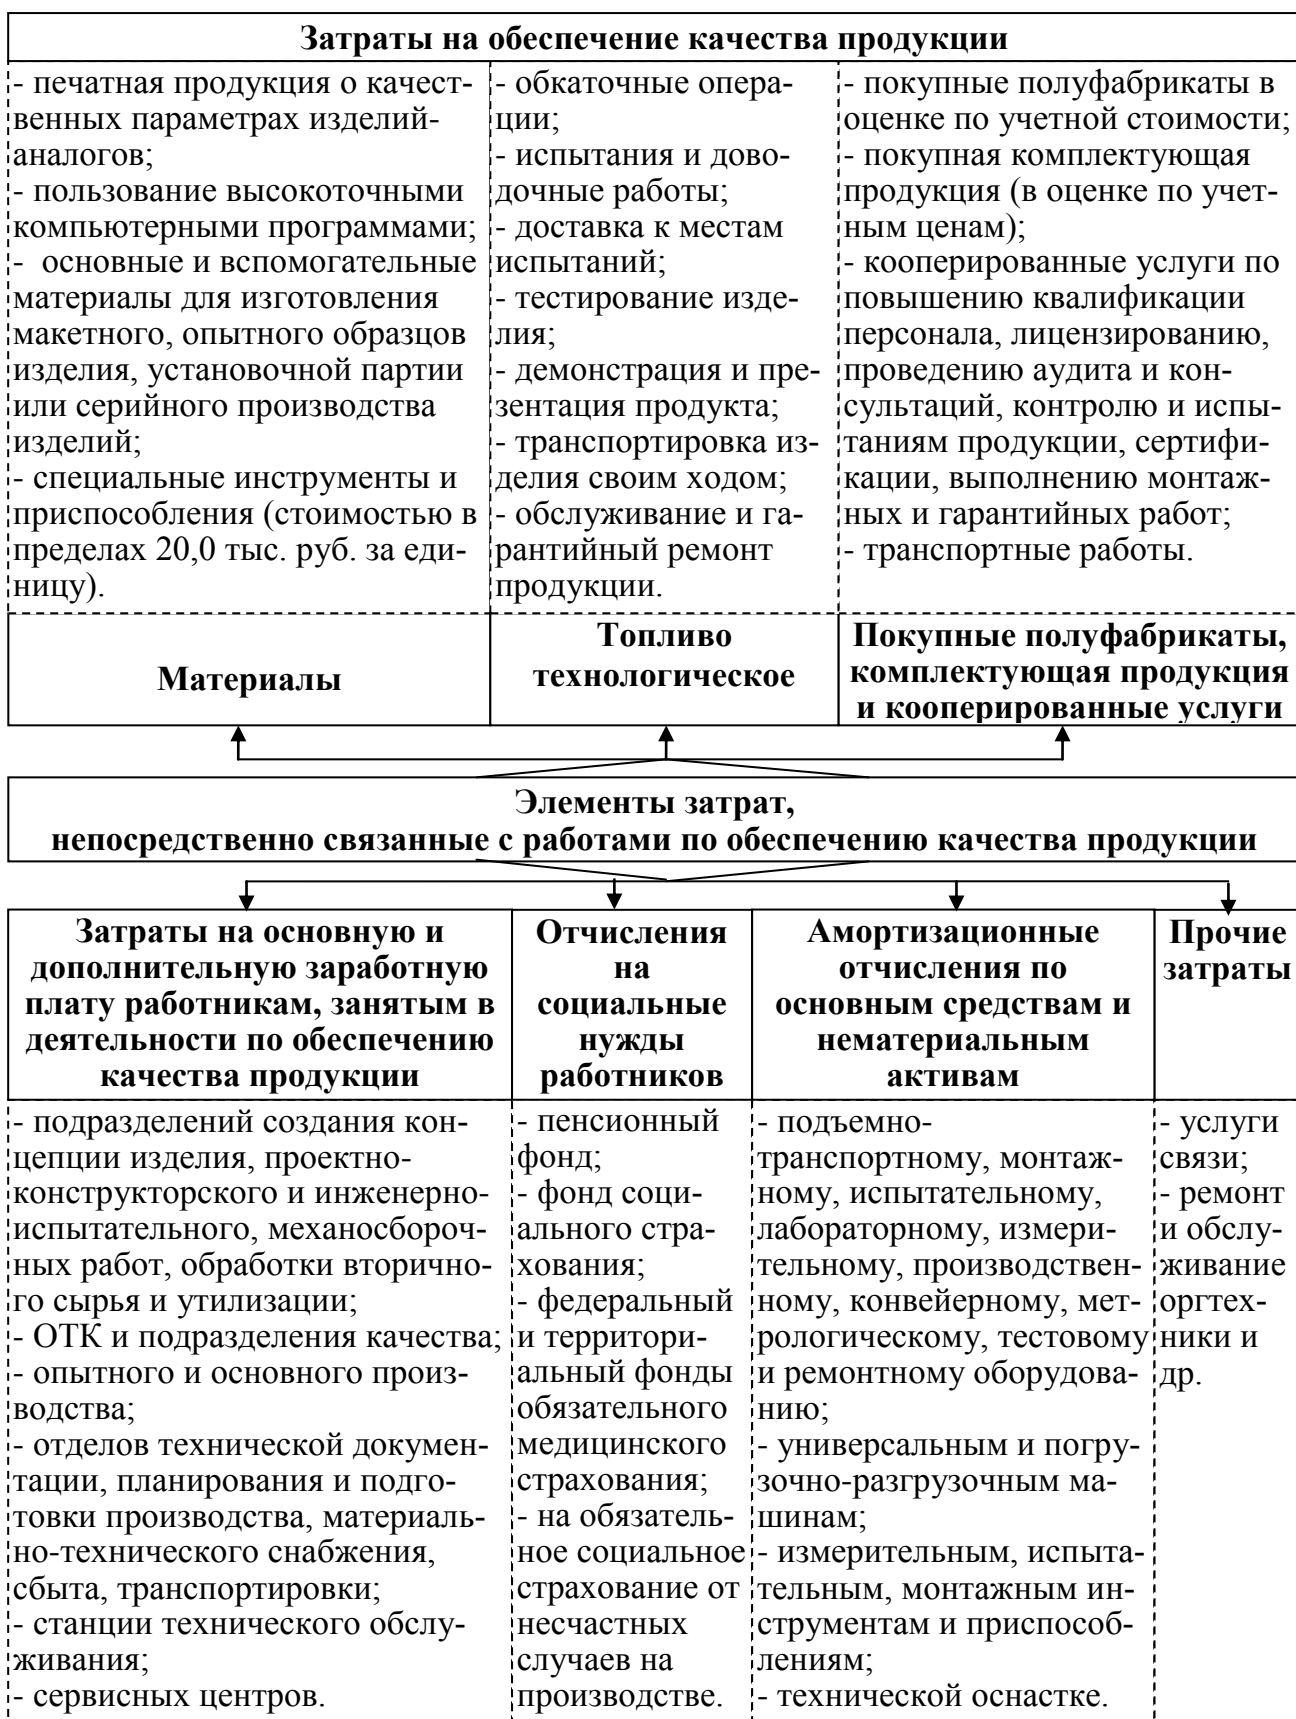 Затраты на обеспечение качества продукции
- печатная продукция о качест-
венных параметрах изделий-
аналогов;
- пользование высокоточными
компьютерными программами;
- основные и вспомогательные
материалы для изготовления
макетного, опытного образцов
изделия, установочной партии
или серийного производства
изделий;
- специальные инструменты и
приспособления (стоимостью в
пределах 20,0 тыс. руб. за еди-
ницу).
- обкаточные опера-
ции;
- испытания и дово-
дочные работы;
- доставка к местам
испытаний;
- тестирование изде-
лия;
- демонстрация и пре-
зентация продукта;
- транспортировка из-
делия своим ходом;
- обслуживание и га-
рантийный ремонт
продукции.
- покупные полуфабрикаты в
оценке по учетной стоимости;
- покупная комплектующая
продукция (в оценке по учет-
ным ценам);
- кооперированные услуги по
повышению квалификации
персонала, лицензированию,
проведению аудита и кон-
сультаций, контролю и испы-
таниям продукции, сертифи-
кации, выполнению монтаж-
ных и гарантийных работ;
- транспортные работы.
Материалы
Топливо
технологическое
Покупные полуфабрикаты,
комплектующая продукция
и кооперированные услуги
Элементы затрат,
непосредственно связанные с работами по обеспечению качества продукции
Затраты на основную и
дополнительную заработную
плату работникам, занятым в
деятельности по обеспечению
качества продукции
Отчисления
на
социальные
нужды
работников
Амортизационные
отчисления по
основным средствам и
нематериальным
активам
Прочие
затраты
- подразделений создания кон-
цепции изделия, проектно-
конструкторского и инженерно-
испытательного, механосбороч-
ных работ, обработки вторично-
го сырья и утилизации;
- ОТК и подразделения качества;
- опытного и основного произ-
водства;
- отделов технической докумен-
тации, планирования и подго-
товки производства, материаль-
но-технического снабжения,
сбыта, транспортировки;
- станции технического обслу-
живания;
- сервисных центров.
- пенсионный
фонд;
- фонд соци-
ального стра-
хования;
- федеральный
и территори-
альный фонды
обязательного
медицинского
страхования;
- на обязатель-
ное социальное
страхование от
несчастных
случаев на
производстве.
- подъемно-
транспортному, монтаж-
ному, испытательному,
лабораторному, измери-
тельному, производствен-
ному, конвейерному, мет-
рологическому, тестовому
и ремонтному оборудова-
нию;
- универсальным и погру-
зочно-разгрузочным ма-
шинам;
- измерительным, испыта-
тельным, монтажным ин-
струментам и приспособ-
лениям;
- технической оснастке.
- услуги
связи;
- ремонт
и обслу-
живание
оргтех-
ники и
др.